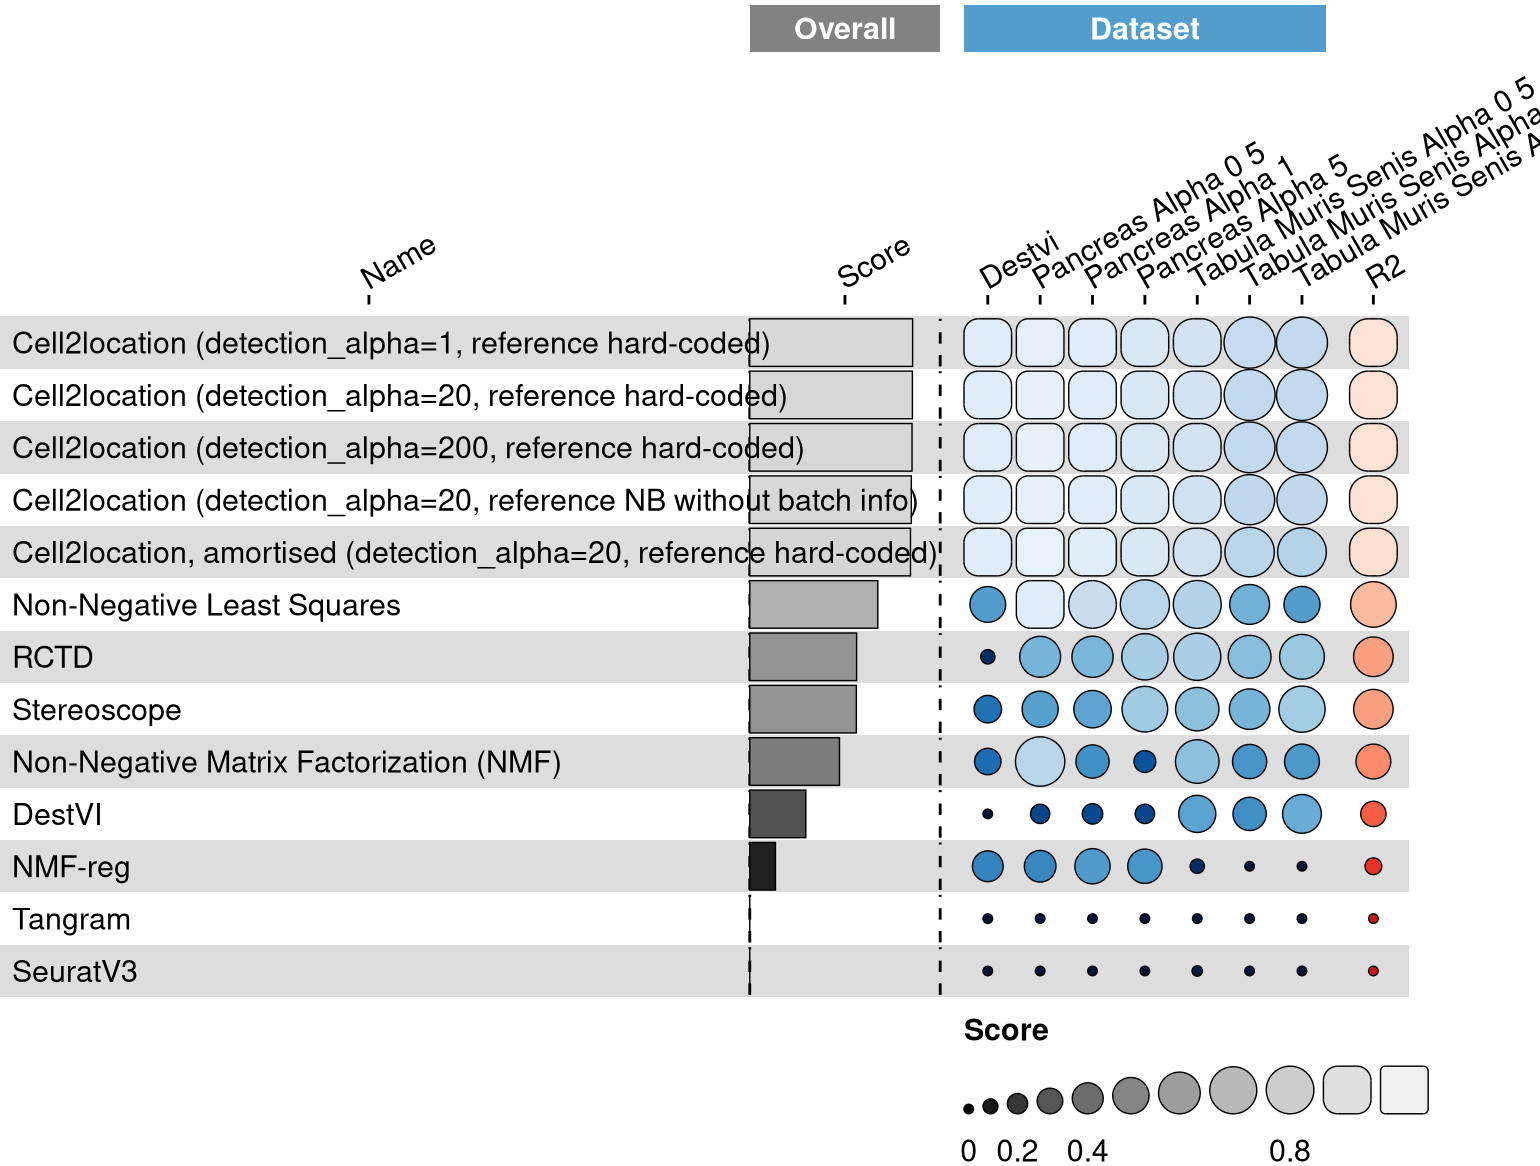 Overall Dataset
Name
Score
Destvi
Pancreas Alpha 0 5
Pancreas Alpha 1
Pancreas Alpha 5
Tabula Muris Senis Alpha 0 5
Tabula Muris Senis Alpha
Tabula Muris Senis A
R2
Cell2location (detection_alpha=1, reference hard-coded)
Cell2location (detection_alpha=20, reference hard-coded)
Cell2location (detection_alpha=200, reference hard-coded)
Cell2location (detection_alpha=20, reference NB without batch info)
Cell2location, amortised (detection_alpha=20, reference hard-coded)
Non-Negative Least Squares
RCTD
Stereoscope
Non-Negative Matrix Factorization (NMF)
DestVI
NMF-reg
Tangram
SeuratV3
Score
0 0.2 0.4 0.8